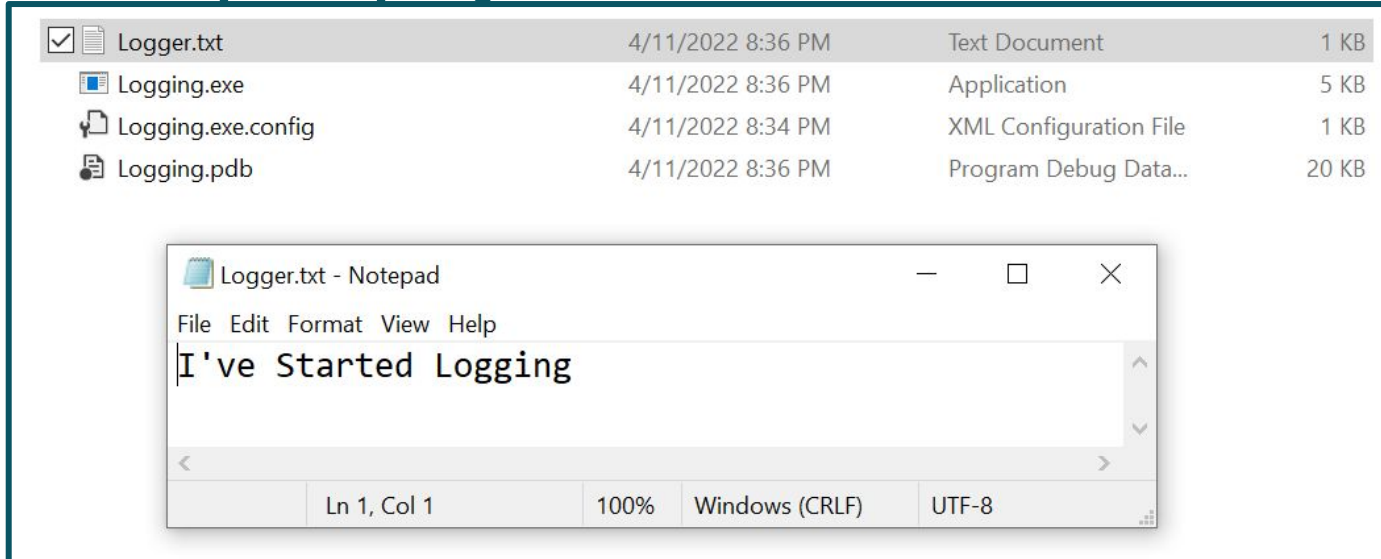 Logger.txt 4/11/2022 8:36 PM Text Document 1 KB
Logging.exe 4/11/2022 8:36 PM Application 5 KB
Logging.exe.config 4/11/2022 8:34 PM XML Configuration File 1 KB
Logging.pdb 4/11/2022 8:36 PM Program Debug Data... 20 KB
Logger.txt - Notepad
File Edit Format View Help
I've Started Logging
Ln 1, Col 1 100% Windows (CRLF) UTF-8